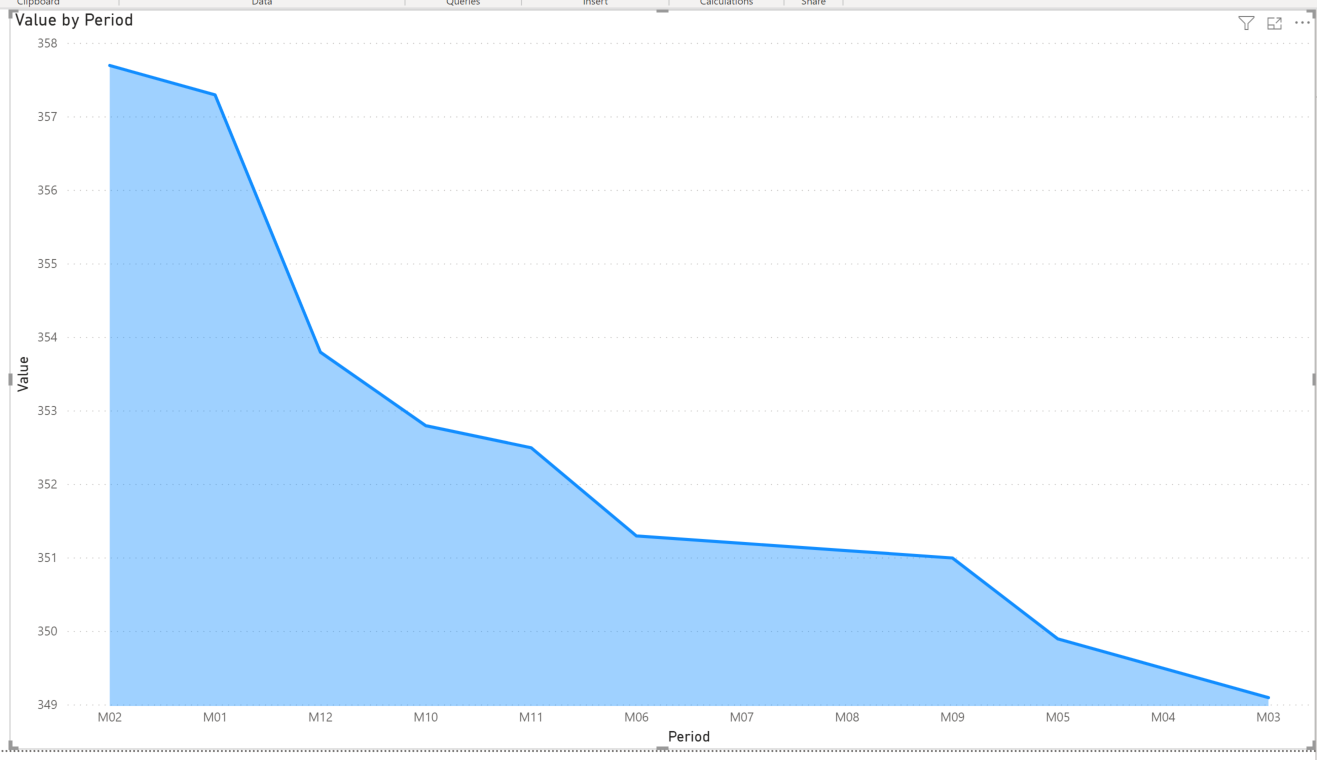 Clipboard Data Queries Insert Calculations Share
Value by Period
358
357
356
355
354
353
352
351
350
349
Value
M02 M01 M12 M10 M11 M06 M07 M08 M09 M05 M04 M03
Period